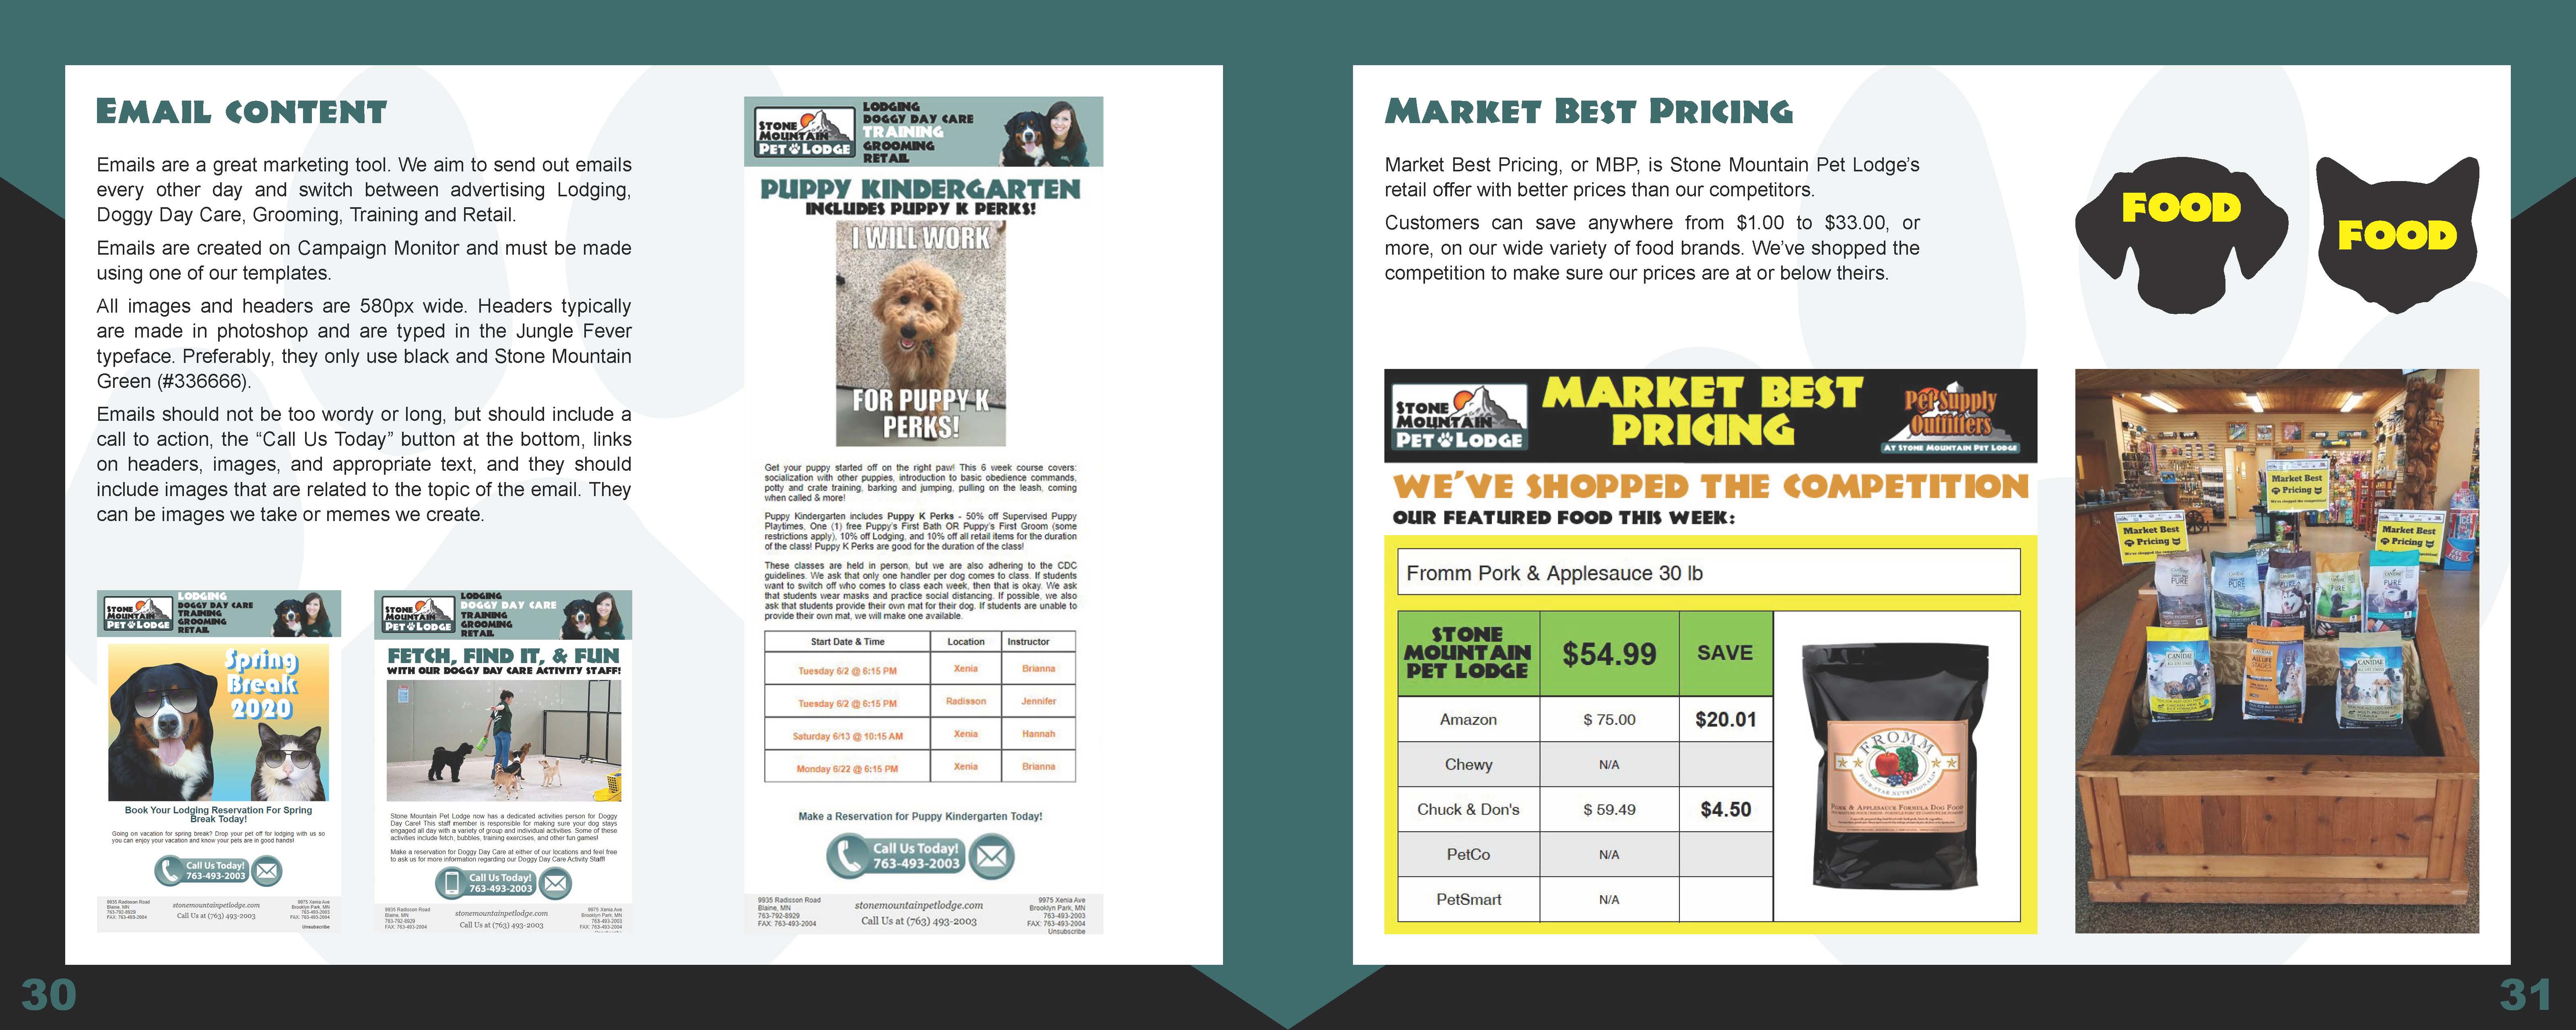 EMAIL CONTENT
Emails are a great marketing tool. We aim to send out emails
every other day and switch between advertising Lodging,
Doggy Day Care, Grooming, Training and Retail.
Emails are created on Campaign Monitor and must be made
using one of our templates.
All images and headers are 580px wide. Headers typically
are made in photoshop and are typed in the Jungle Fever
typeface. Preferably, they only use black and Stone Mountain
Green (#336666).
Emails should not be too wordy or long, but should include a
call to action, the “Call Us Today” button at the bottom, links
on headers, images, and appropriate text, and they should
include images that are related to the topic of the email. They
can be images we take or memes we create.
STONE
MOUNTAIN
PET LODGE
LODGING
DOGGY DAY CARE
TRAINING
GROOMING
RETAIL
Spring
Break
2020
Book Your Lodging Reservation For Spring
Break Today!
Going on vacation for spring break? Drop your pet off for lodging with us so
you can enjoy your vacation and know your pets are in good hands!
Call Us Today!
763-493-2003
9935 Radisson Road
Blaine, MN
763-792-8929
FAX: 763-493-2004
stonemountainpetlodge.com
Call Us at (763) 493-2003
9975 Xenia Ave
Brooklyn Park, MN
763-493-2003
FAX: 763-493-2004
Unsubscribe
STONE
MOUNTAIN
PET LODGE
LODGING
DOGGY DAY CARE
TRAINING
GROOMING
RETAIL
FETCH, FIND IT, & FUN
WITH OUR DOGGY DAY CARE ACTIVITY STAFF!
Stone Mountain Pet Lodge now has a dedicated activities person for Doggy
Day Care! This staff member is responsible for making sure your dog stays
engaged all day with a variety of group and individual activities. Some of these
activities include fetch, bubbles, training exercises, and other fun games!
Make a reservation for Doggy Day Care at either of our locations and feel free
to ask us for more information regarding our Doggy Day Care Activity Staff!
Call Us Today!
763-493-2003
9935 Radisson Road
Blaine, MN
763-792-8929
FAX: 763-493-2004
stonemountainpetlodge.com
Call Us at (763) 493-2003
9975 Xenia Ave
Brooklyn Park, MN
763-493-2003
FAX: 763-493-2004
STONE
MOUNTAIN
PET LODGE
LODGING
DOGGY DAY CARE
TRAINING
GROOMING
RETAIL
PUPPY KINDERGARTEN
INCLUDES PUPPY K PERKS!
I WILL WORK
FOR PUPPY K
PERKS!
Get your puppy started off on the right paw! This 6 week course covers:
socialization with other puppies, introduction to basic obedience commands,
potty and crate training, barking and jumping, pulling on the leash, coming
when called & more!
Puppy Kindergarten includes Puppy K Perks - 50% off Supervised Puppy
Playtimes, One (1) free Puppy's First Bath OR Puppy's First Groom (some
restrictions apply), 10% off Lodging, and 10% off all retail items for the duration
of the class! Puppy K Perks are good for the duration of the class!
These classes are held in person, but we are also adhering to the CDC
guidelines. We ask that only one handler per dog comes to class. If students
want to switch off who comes to class each week, then that is okay. We ask
that students wear masks and practice social distancing. If possible, we also
ask that students provide their own mat for their dog. If students are unable to
provide their own mat, we will make one available.
Start Date & Time Location Instructor
Tuesday 6/2 @ 6:15 PM Xenia Brianna
Tuesday 6/2 @ 6:15 PM Radisson Jennifer
Saturday 6/13 @ 10:15 AM Xenia Hannah
Monday 6/22 @ 6:15 PM Xenia Brianna
Make a Reservation for Puppy Kindergarten Today!
Call Us Today!
763-493-2003
9935 Radisson Road
Blaine, MN
763-792-8929
FAX: 763-493-2004
stonemountainpetlodge.com
Call Us at (763) 493-2003
9975 Xenia Ave
Brooklyn Park, MN
763-493-2003
FAX: 763-493-2004
Unsubscribe
30
MARKET BEST PRICING
Market Best Pricing, or MBP, is Stone Mountain Pet Lodge’s
retail offer with better prices than our competitors.
Customers can save anywhere from $1.00 to $33.00, or
more, on our wide variety of food brands. We’ve shopped the
competition to make sure our prices are at or below theirs.
FOOD
FOOD
STONE
MOUNTAIN
PET LODGE
MARKET BEST
PRICING
Pet Supply
Outfitters
AT STONE MOUNTAIN PET LODGE
WE'VE SHOPPED THE COMPETITION
OUR FEATURED FOOD THIS WEEK:
Fromm Pork & Applesauce 30 lb
STONE
MOUNTAIN
PET LODGE
$54.99 SAVE
Amazon $ 75.00 $20.01
Chewy N/A
Chuck & Don's $ 59.49 $4.50
PetCo N/A
PetSmart N/A
FROMM
FOUR-STAR NUTRITIONALS
PORK & APPLESAUCE FORMULA DOG FOOD
Market Best
Pricing
Market Best
Pricing
Market Best
Pricing
ICE
PURE
PURE
PURE
PURE
PURE
CANIDAE
CANIDAE
ALL LIFE
STAGES
CANIDAE
31